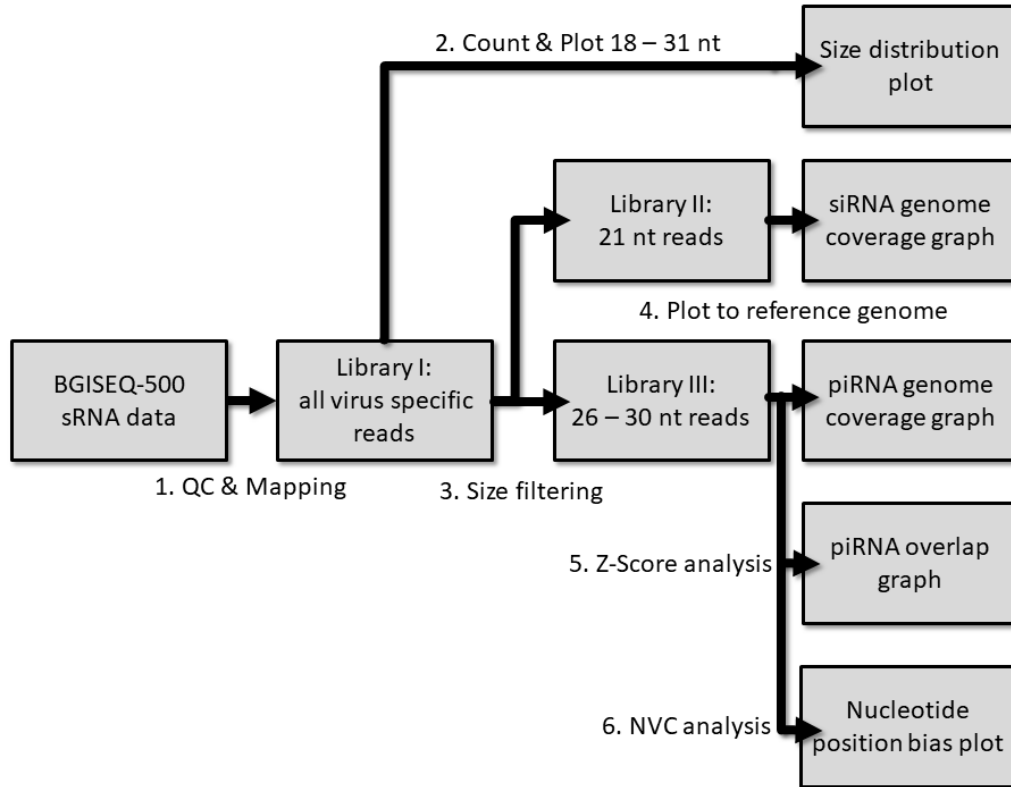 2. Count & Plot 18 – 31 nt
Size distribution
plot
Library II:
21 nt reads
siRNA genome
coverage graph
4. Plot to reference genome
BGISEQ-500
sRNA data
Library I:
all virus specific
reads
Library III:
26 – 30 nt reads
piRNA genome
coverage graph
1. QC & Mapping
3. Size filtering
5. Z-Score analysis
piRNA overlap
graph
6. NVC analysis
Nucleotide
position bias plot